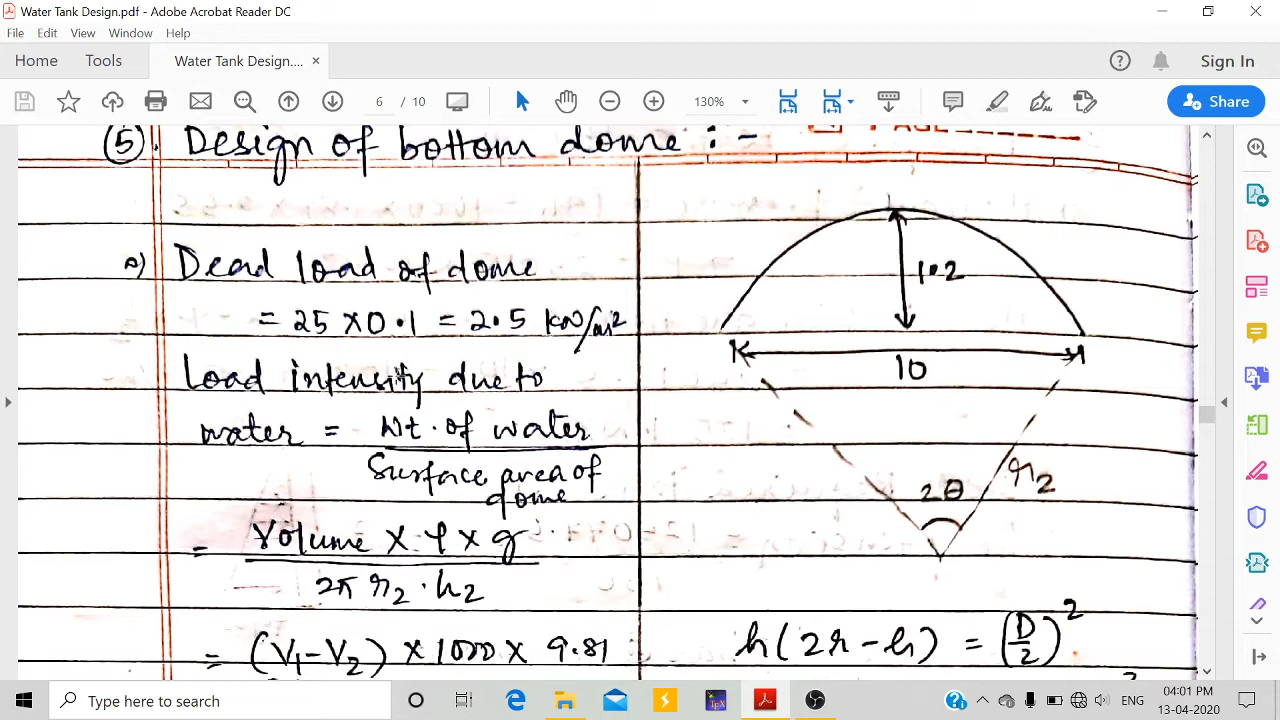 Water Tank Design.pdf - Adobe Acrobat Reader DC
File Edit View Window Help
Home Tools Water Tank Design.... × Sign In
6 / 10 130% Share
(5). Design of bottom dome :-
PAGE
a) Dead load of dome
= 25 X 0.1 = 2.5 kN/m²
Load intensity due to
water = Wt. of water
Surface area of
dome
= Volume X ρ x g
2π r₂ . h₂
= (V₁-V₂) × 1000 × 9.81
1.2
10
2θ
r₂
h(2r-h) = (D/2)²
Type here to search
ENG
04:01 PM
13-04-2020